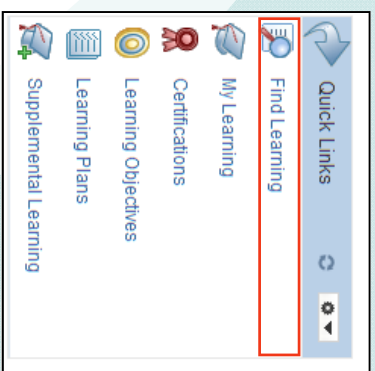 Quick Links
Find Learning
My Learning
Certifications
Learning Objectives
Learning Plans
Supplemental Learning